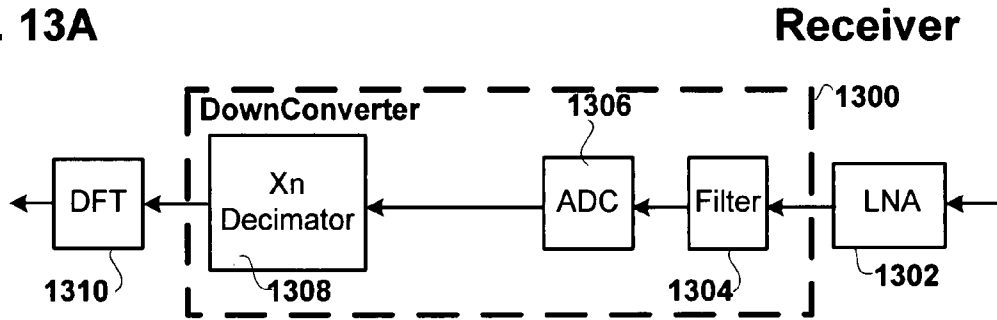 . 13A
Receiver
DownConverter
1306
1300
DFT
Xn
Decimator
ADC
Filter
LNA
1310
1308
1304
1302